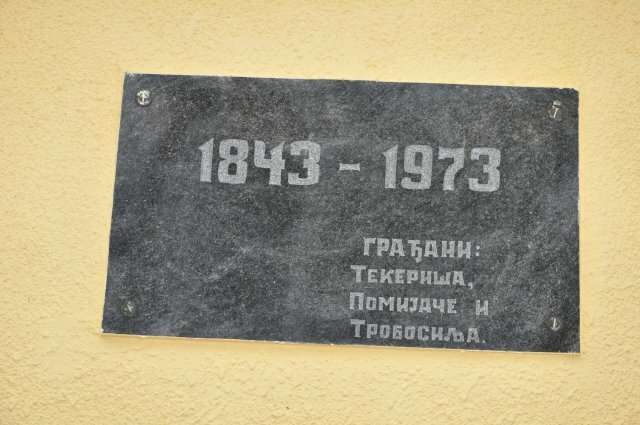 1843 - 1973
ГРАЂАНИ:
ТЕКЕРИША,
ПОМИЈАЧЕ И
ТРОБОСИЉА.